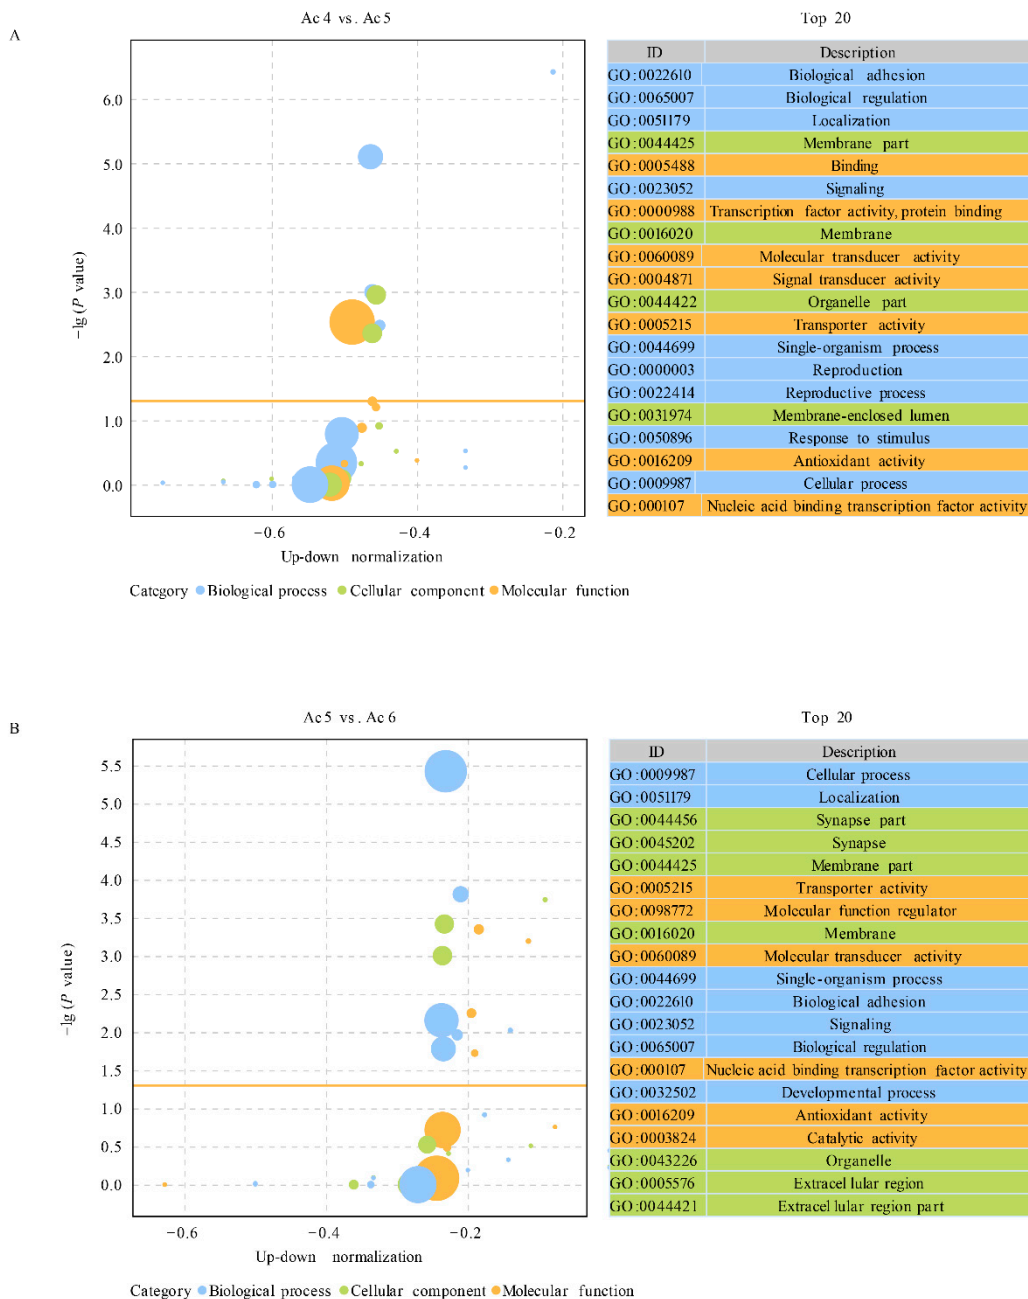 A
Ac 4 vs. Ac 5
Top 20
ID Description
GO:0022610 Biological adhesion
GO:0065007 Biological regulation
GO:0051179 Localization
GO:0044425 Membrane part
GO:0005488 Binding
GO:0023052 Signaling
GO:0000988 Transcription factor activity, protein binding
GO:0016020 Membrane
GO:0060089 Molecular transducer activity
GO:0004871 Signal transducer activity
GO:0044422 Organelle part
GO:0005215 Transporter activity
GO:0044699 Single-organism process
GO:0000003 Reproduction
GO:0022414 Reproductive process
GO:0031974 Membrane-enclosed lumen
GO:0050896 Response to stimulus
GO:0016209 Antioxidant activity
GO:0009987 Cellular process
GO:000107 Nucleic acid binding transcription factor activity
−lg (P value)
6.0
5.0
4.0
3.0
2.0
1.0
0.0
−0.6 −0.4 −0.2
Up-down normalization
Category Biological process Cellular component Molecular function
B
Ac 5 vs. Ac 6
Top 20
ID Description
GO:0009987 Cellular process
GO:0051179 Localization
GO:0044456 Synapse part
GO:0045202 Synapse
GO:0044425 Membrane part
GO:0005215 Transporter activity
GO:0098772 Molecular function regulator
GO:0016020 Membrane
GO:0060089 Molecular transducer activity
GO:0044699 Single-organism process
GO:0022610 Biological adhesion
GO:0023052 Signaling
GO:0065007 Biological regulation
GO:000107 Nucleic acid binding transcription factor activity
GO:0032502 Developmental process
GO:0016209 Antioxidant activity
GO:0003824 Catalytic activity
GO:0043226 Organelle
GO:0005576 Extracellular region
GO:0044421 Extracellular region part
−lg (P value)
5.5
5.0
4.5
4.0
3.5
3.0
2.5
2.0
1.5
1.0
0.5
0.0
−0.6 −0.4 −0.2
Up-down normalization
Category Biological process Cellular component Molecular function